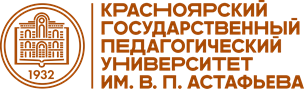 КРАСНОЯРСКИЙ
ГОСУДАРСТВЕННЫЙ
ПЕДАГОГИЧЕСКИЙ
УНИВЕРСИТЕТ
ИМ. В. П. АСТАФЬЕВА
1932